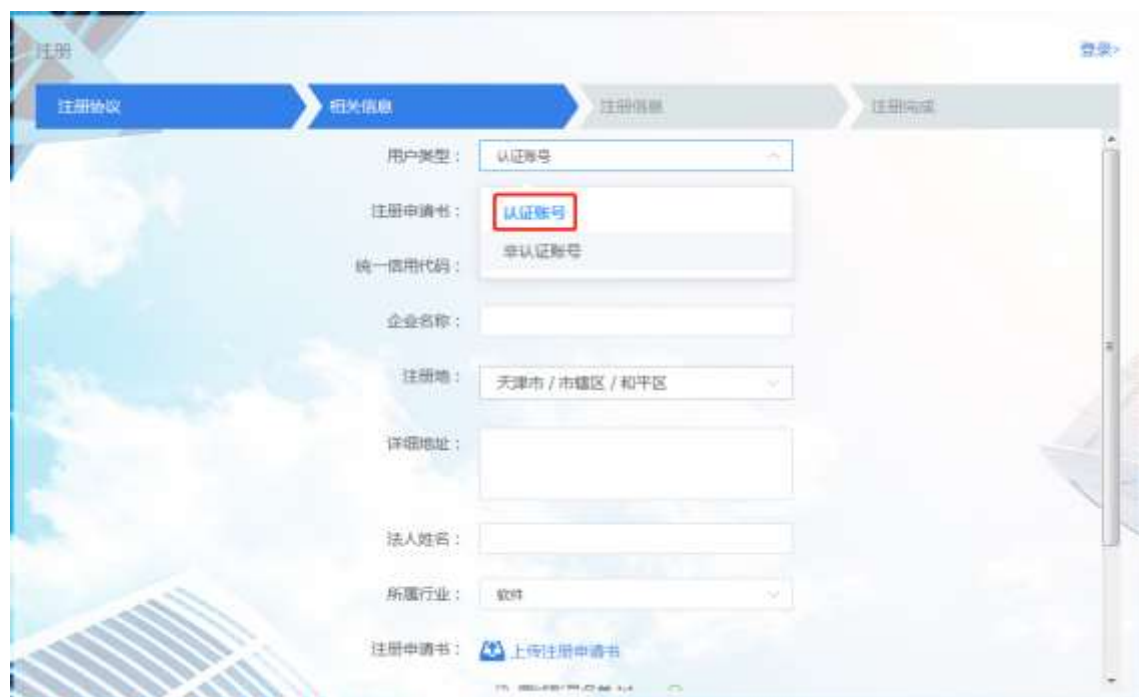 注册
登录>
注册协议
相关信息
注册信息
注册完成
用户类型：
认证账号
注册申请书：
认证账号
非认证账号
统一信用代码：
企业名称：
注册地：
天津市 / 市辖区 / 和平区
详细地址：
法人姓名：
所属行业：
软件
注册申请书：
上传注册申请书